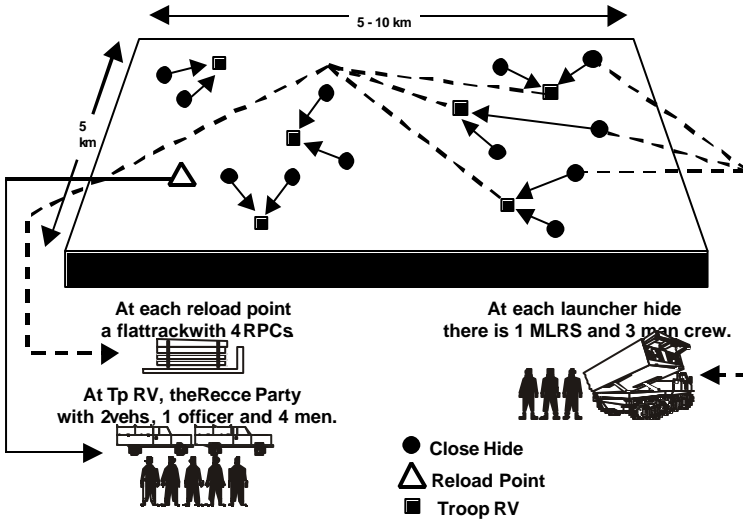 5 - 10 km
5
km
At each reload point
a flattrackwith 4 RPCs.
At Tp RV, theRecce Party
with 2vehs, 1 officer and 4 men.
At each launcher hide
there is 1 MLRS and 3 man crew.
Close Hide
Reload Point
Troop RV